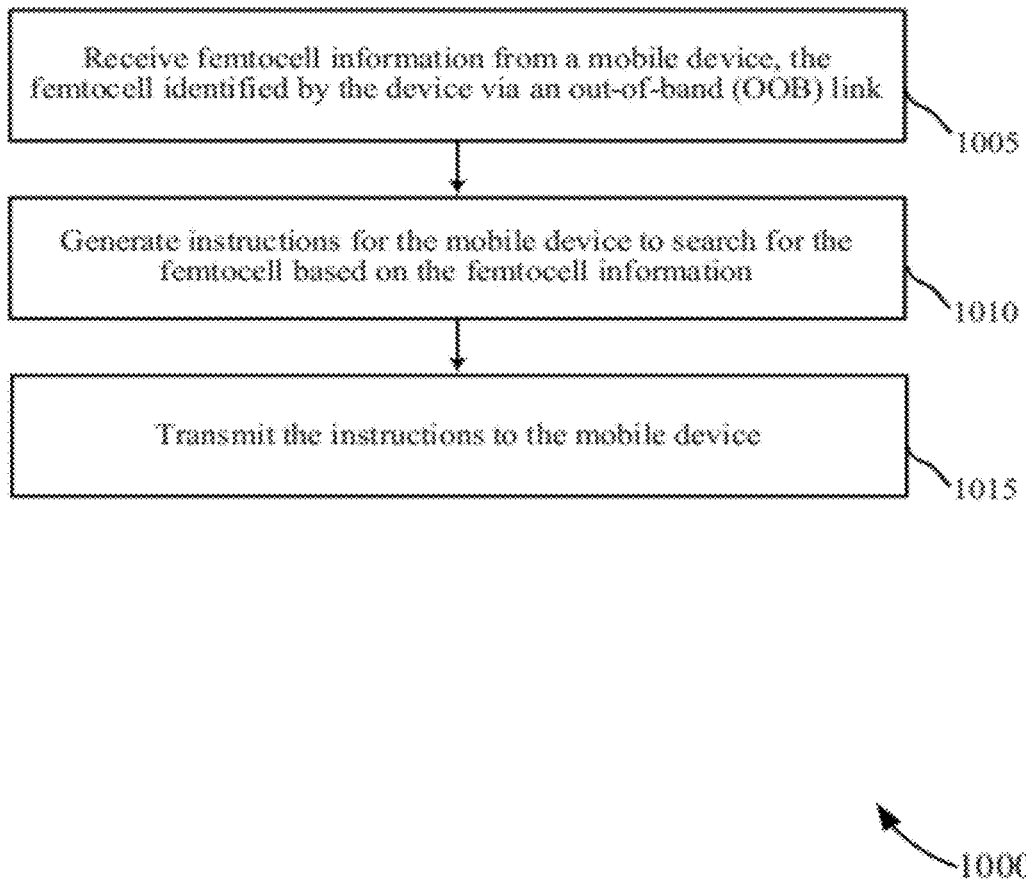 Receive femtocell information from a mobile device, the
femtocell identified by the device via an out-of-band (OOB) link
1005
Generate instructions for the mobile device to search for the
femtocell based on the femtocell information
1010
Transmit the instructions to the mobile device
1015
1000